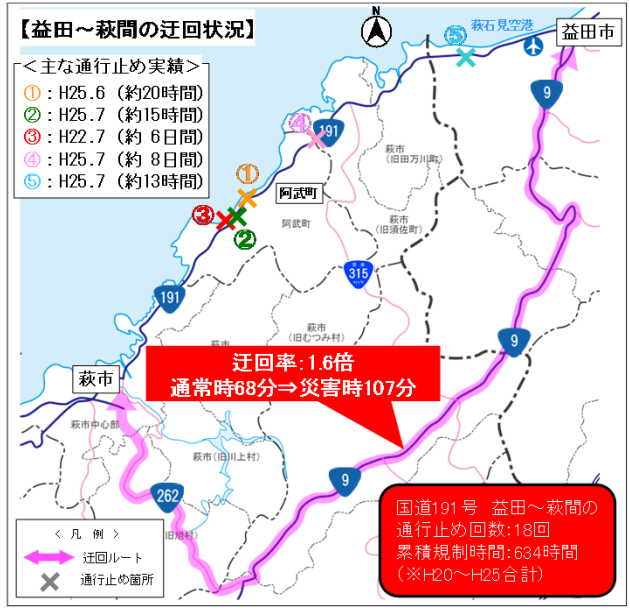 【益田～萩間の迂回状況】
N
萩石見空港
益田市
＜主な通行止め実績＞
①：H25.6（約20時間）
②：H25.7（約15時間）
③：H22.7（約 6日間）
④：H25.7（約 8日間）
⑤：H25.7（約13時間）
⑤
9
④
191
萩市
（旧田万川町）
①
阿武町
③
②
阿武町
萩市
（旧須佐町）
315
191
萩市
（旧むつみ村）
9
萩市
迂回率：1.6倍
通常時68分⇒災害時107分
萩市中心部
萩市（旧川上村）
9
262
（旧旭村）
国道191号 益田～萩間の
通行止め回数：18回
累積規制時間：634時間
（※H20～H25合計）
＜ 凡 例 ＞
迂回ルート
通行止め箇所